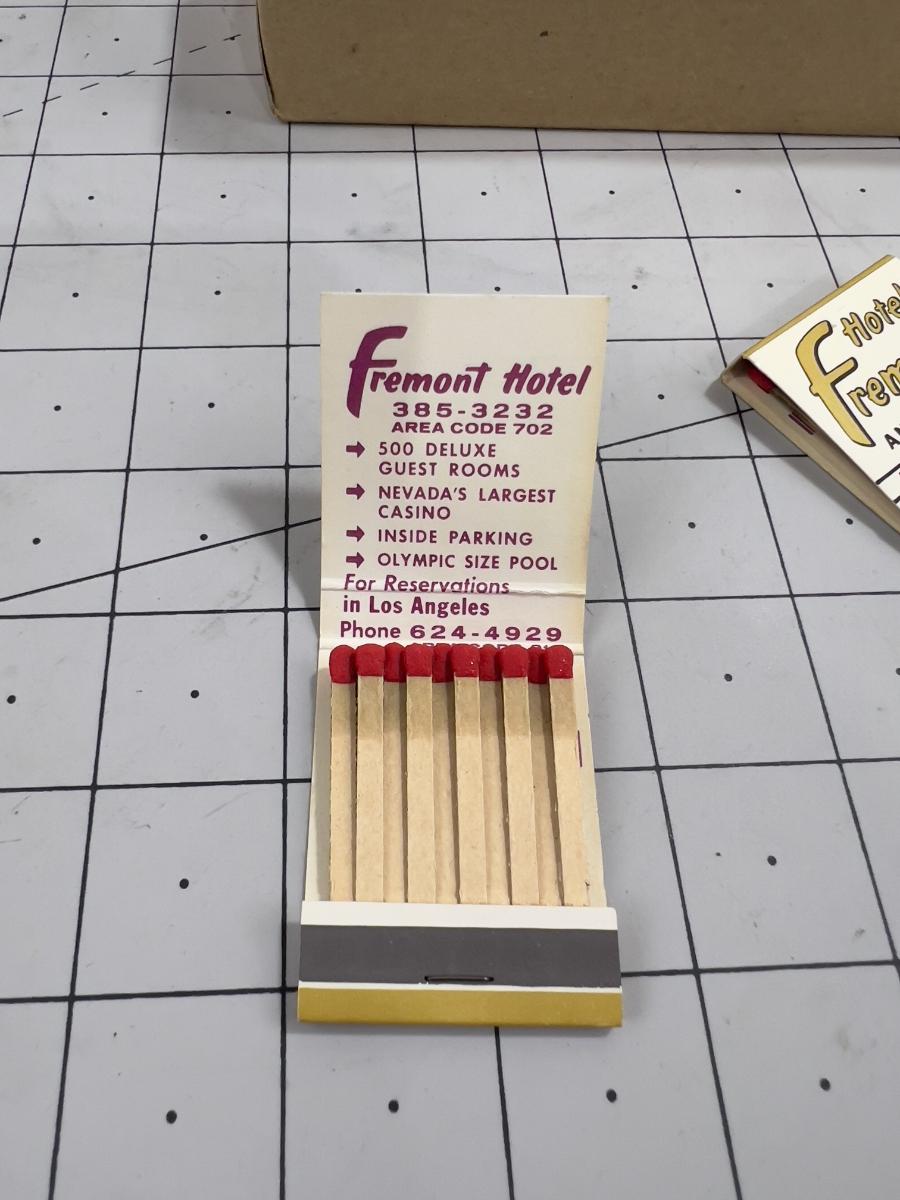 Fremont Hotel
385-3232
AREA CODE 702
➔ 500 DELUXE
GUEST ROOMS
➔ NEVADA'S LARGEST
CASINO
➔ INSIDE PARKING
➔ OLYMPIC SIZE POOL
For Reservations
in Los Angeles
Phone 624-4929
Hotel